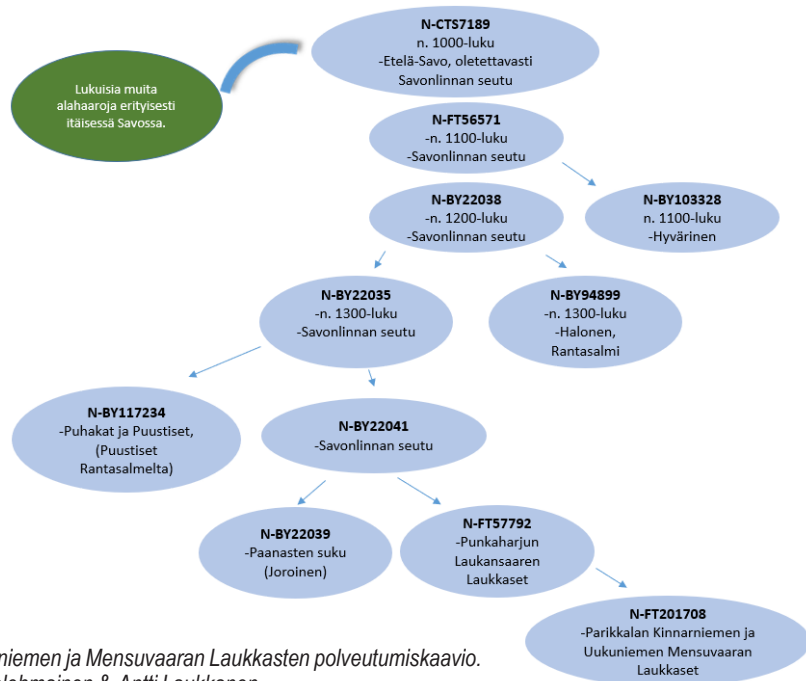 N-CTS7189
n. 1000-luku
-Etelä-Savo, oletettavasti
Savonlinnan seutu
Lukuisia muita
alahaaroja erityisesti
itäisessä Savossa.
N-FT56571
-n. 1100-luku
-Savonlinnan seutu
N-BY22038
-n. 1200-luku
-Savonlinnan seutu
N-BY103328
n. 1100-luku
-Hyvärinen
N-BY22035
-n. 1300-luku
-Savonlinnan seutu
N-BY94899
-n. 1300-luku
-Halonen,
Rantasalmi
N-BY117234
-Puhakat ja Puustiset,
(Puustiset
Rantasalmelta)
N-BY22041
-Savonlinnan seutu
N-BY22039
-Paanasten suku
(Joroinen)
N-FT57792
-Punkaharjun
Laukansaaren
Laukkaset
N-FT201708
-Parikkalan Kinnarniemen ja
Uukuniemen Mensuvaaran
Laukkaset
niemen ja Mensuvaaran Laukkasten polveutumiskaavio.